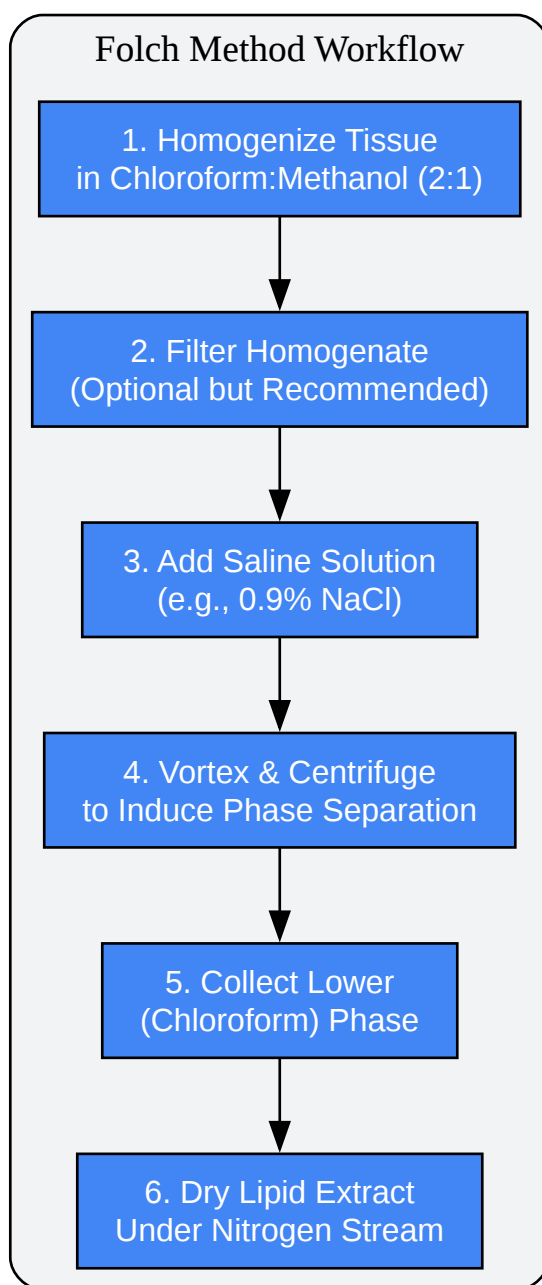 Folch Method Workflow
1. Homogenize Tissue
in Chloroform:Methanol (2:1)
2. Filter Homogenate
(Optional but Recommended)
3. Add Saline Solution
(e.g., 0.9% NaCl)
4. Vortex & Centrifuge
to Induce Phase Separation
5. Collect Lower
(Chloroform) Phase
6. Dry Lipid Extract
Under Nitrogen Stream